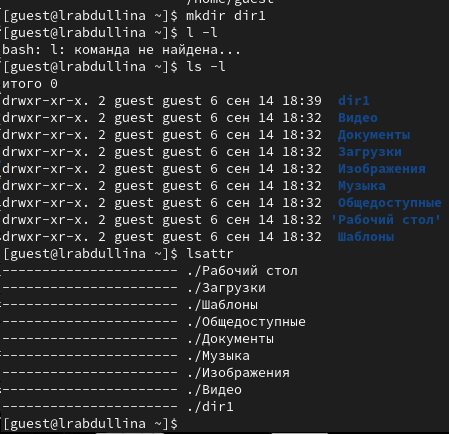 /home/guest
[guest@lrabdullina ~]$ mkdir dir1
[guest@lrabdullina ~]$ l -l
bash: l: команда не найдена...
[guest@lrabdullina ~]$ ls -l
итого 0
drwxr-xr-x. 2 guest guest 6 сен 14 18:39  dir1
drwxr-xr-x. 2 guest guest 6 сен 14 18:32  Видео
drwxr-xr-x. 2 guest guest 6 сен 14 18:32  Документы
drwxr-xr-x. 2 guest guest 6 сен 14 18:32  Загрузки
drwxr-xr-x. 2 guest guest 6 сен 14 18:32  Изображения
drwxr-xr-x. 2 guest guest 6 сен 14 18:32  Музыка
drwxr-xr-x. 2 guest guest 6 сен 14 18:32  Общедоступные
drwxr-xr-x. 2 guest guest 6 сен 14 18:32 'Рабочий стол'
drwxr-xr-x. 2 guest guest 6 сен 14 18:32  Шаблоны
[guest@lrabdullina ~]$ lsattr
---------------------- ./Рабочий стол
---------------------- ./Загрузки
---------------------- ./Шаблоны
---------------------- ./Общедоступные
---------------------- ./Документы
---------------------- ./Музыка
---------------------- ./Изображения
---------------------- ./Видео
---------------------- ./dir1
[guest@lrabdullina ~]$